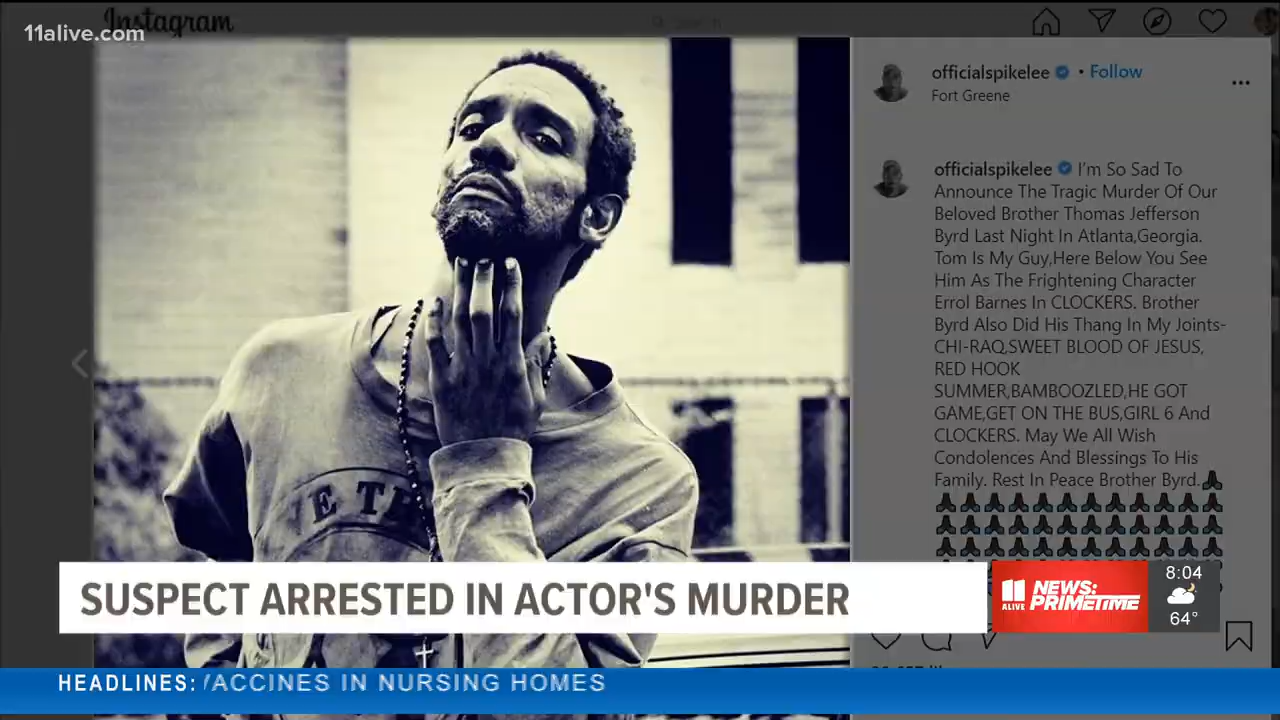 Instagram
11alive.com
officialspikelee • Follow
Fort Greene
officialspikelee I'm So Sad To
Announce The Tragic Murder Of Our
Beloved Brother Thomas Jefferson
Byrd Last Night In Atlanta,Georgia.
Tom Is My Guy,Here Below You See
Him As The Frightening Character
Errol Barnes In CLOCKERS. Brother
Byrd Also Did His Thang In My Joints-
CHI-RAQ,SWEET BLOOD OF JESUS,
RED HOOK
SUMMER,BAMBOOZLED,HE GOT
GAME,GET ON THE BUS,GIRL 6 And
CLOCKERS. May We All Wish
Condolences And Blessings To His
Family. Rest In Peace Brother Byrd.
SUSPECT ARRESTED IN ACTOR'S MURDER
11 ALIVE NEWS: PRIMETIME
8:04
64°
HEADLINES: VACCINES IN NURSING HOMES